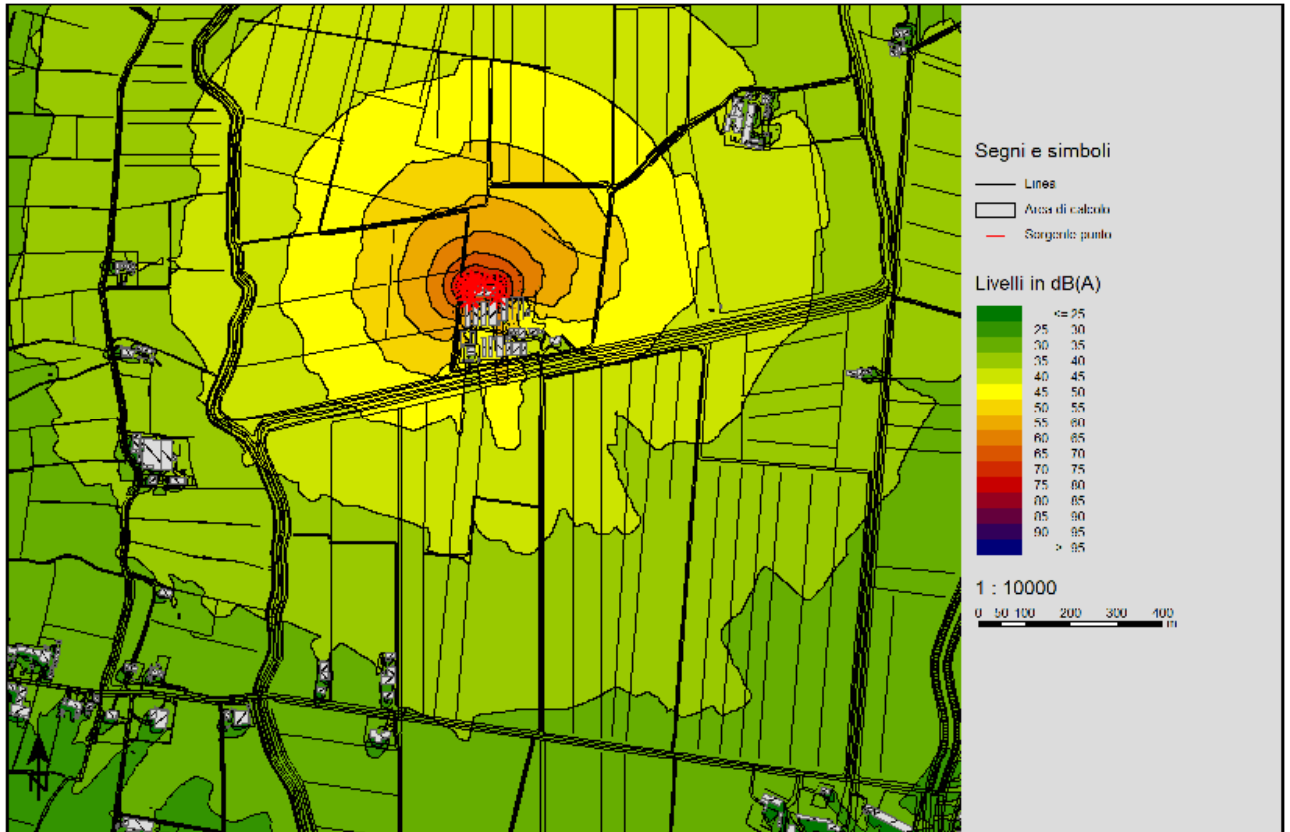 Segni e simboli
Linea
Area di calcolo
Sorgente punto
Livelli in dB(A)
<= 25
25 30
30 35
35 40
40 45
45 50
50 55
55 60
60 65
65 70
70 75
75 80
80 85
85 90
90 95
> 95
1 : 10000
0 50 100 200 300 400
m
N